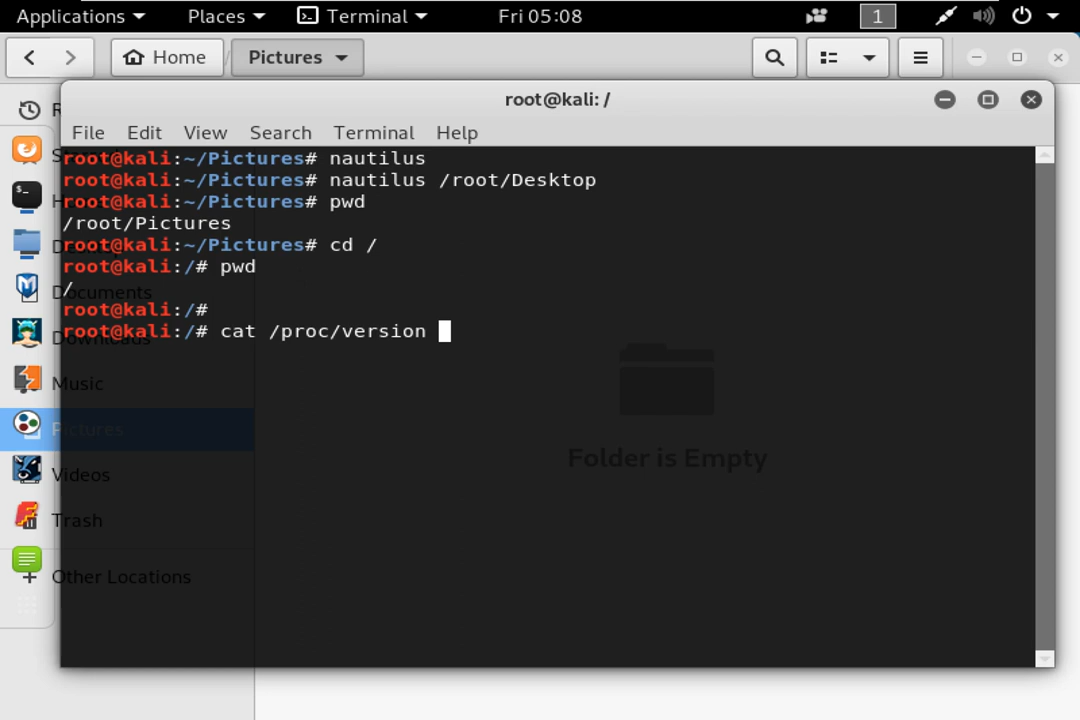 Applications Places Terminal Fri 05:08 1
Home Pictures
root@kali: /
File Edit View Search Terminal Help
root@kali:~/Pictures# nautilus
root@kali:~/Pictures# nautilus /root/Desktop
root@kali:~/Pictures# pwd
/root/Pictures
root@kali:~/Pictures# cd /
root@kali:/# pwd
/
root@kali:/#
root@kali:/# cat /proc/version
Documents
Downloads
Music
Pictures
Videos
Trash
Other Locations
Folder is Empty